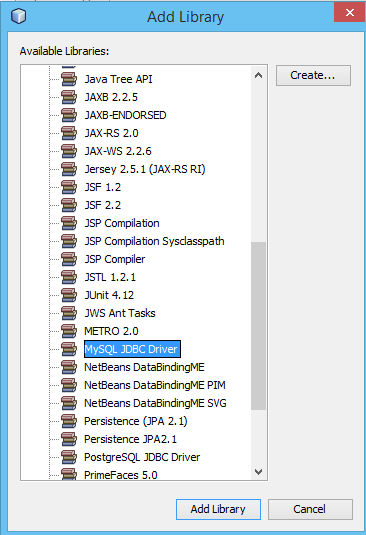 Add Library
Available Libraries:
Create...
Java Tree API
JAXB 2.2.5
JAXB-ENDORSED
JAX-RS 2.0
JAX-WS 2.2.6
Jersey 2.5.1 (JAX-RS RI)
JSF 1.2
JSF 2.2
JSP Compilation
JSP Compilation Sysclasspath
JSP Compiler
JSTL 1.2.1
JUnit 4.12
JWS Ant Tasks
METRO 2.0
MySQL JDBC Driver
NetBeans DataBindingME
NetBeans DataBindingME PIM
NetBeans DataBindingME SVG
Persistence (JPA 2.1)
Persistence JPA2.1
PostgreSQL JDBC Driver
PrimeFaces 5.0
Add Library
Cancel